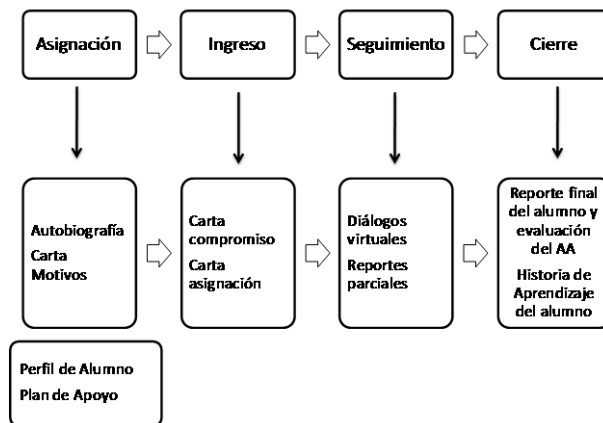 Asignación
Ingreso
Seguimiento
Cierre
Autobiografía
Carta
Motivos
Carta
compromiso
Carta
asignación
Diálogos
virtuales
Reportes
parciales
Reporte final
del alumno y
evaluación
del AA
Historia de
Aprendizaje
del alumno
Perfil de Alumno
Plan de Apoyo